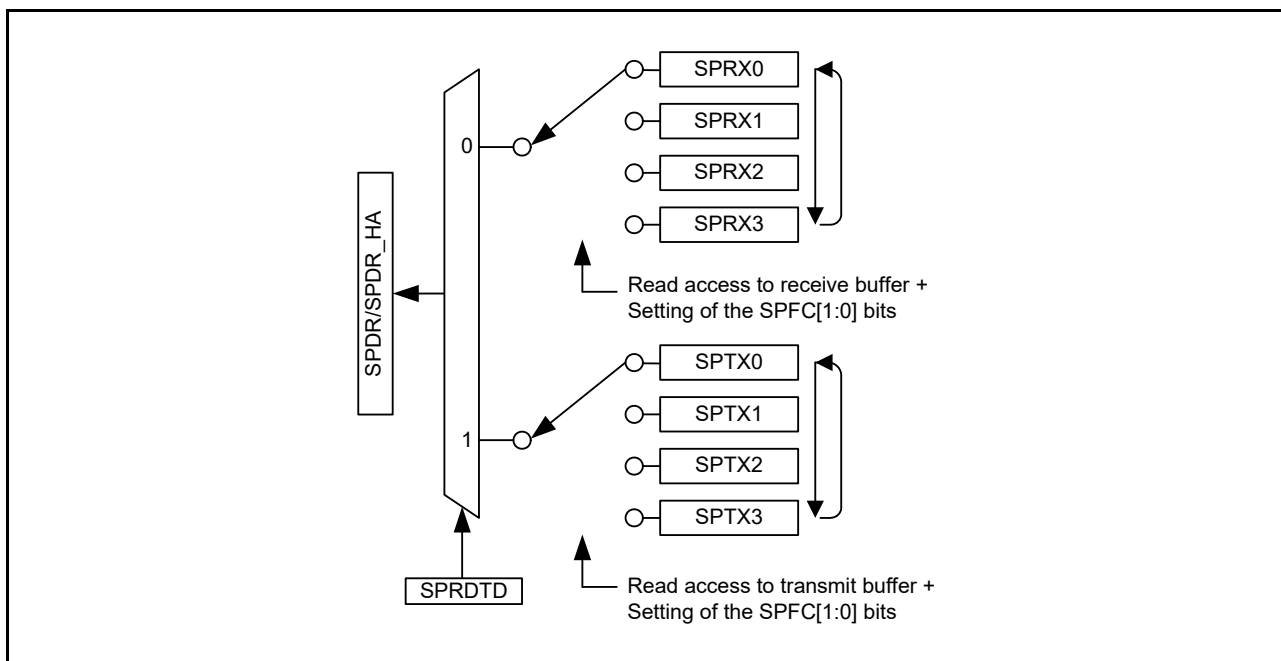 SPRX0
SPRX1
0
SPRX2
SPRX3
SPDR/SPDR_HA
Read access to receive buffer +
Setting of the SPFC[1:0] bits
SPTX0
SPTX1
1
SPTX2
SPTX3
SPRDTD
Read access to transmit buffer +
Setting of the SPFC[1:0] bits